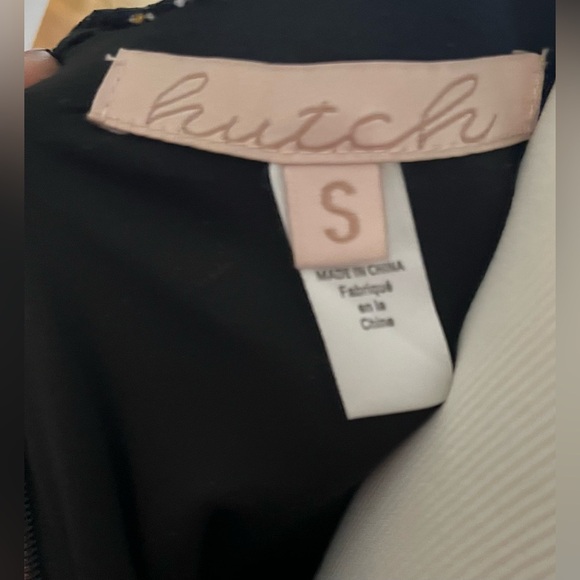 hutch
S
MADE IN CHINA
Fabriqué
en la
Chine